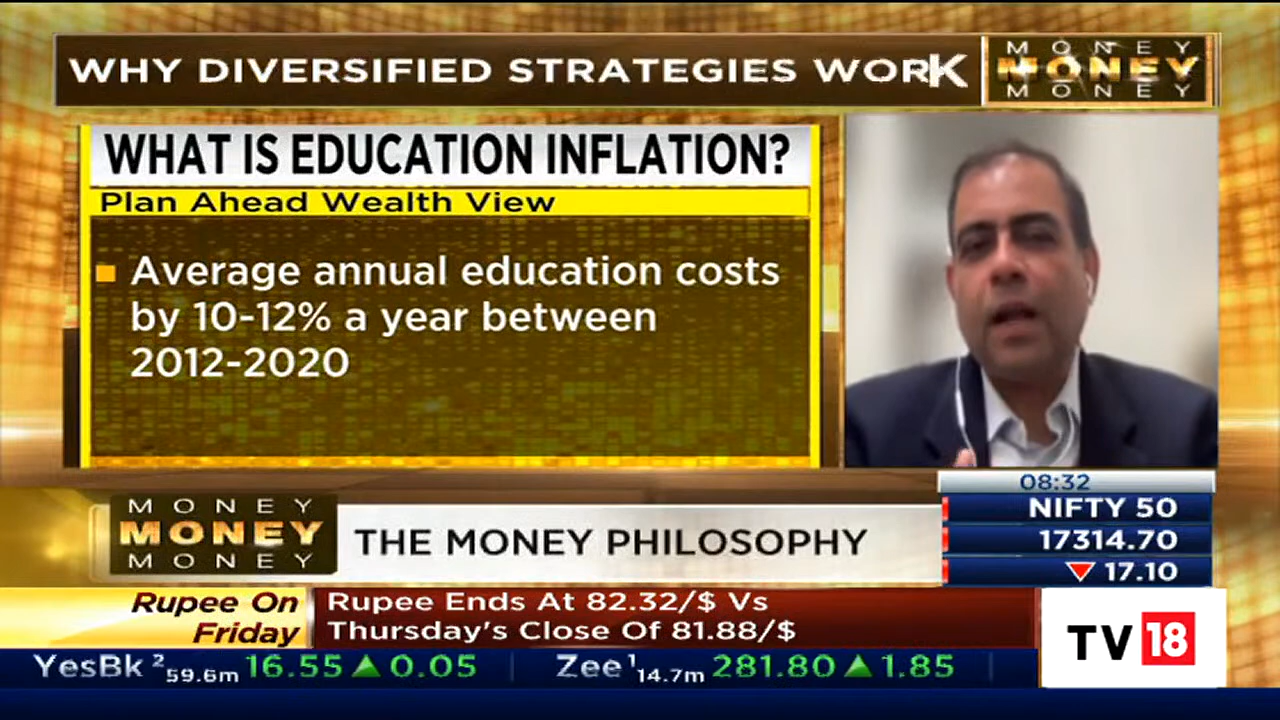 WHY DIVERSIFIED STRATEGIES WORK
MONEY
MONEY
MONEY
WHAT IS EDUCATION INFLATION?
Plan Ahead Wealth View
Average annual education costs
by 10-12% a year between
2012-2020
08:32
NIFTY 50
17314.70
▼ 17.10
MONEY
MONEY
MONEY
THE MONEY PHILOSOPHY
Rupee On
Friday
Rupee Ends At 82.32/$ Vs
Thursday's Close Of 81.88/$
TV18
YesBk 2 59.6m 16.55 ▲ 0.05 Zee 1 14.7m 281.80 ▲ 1.85